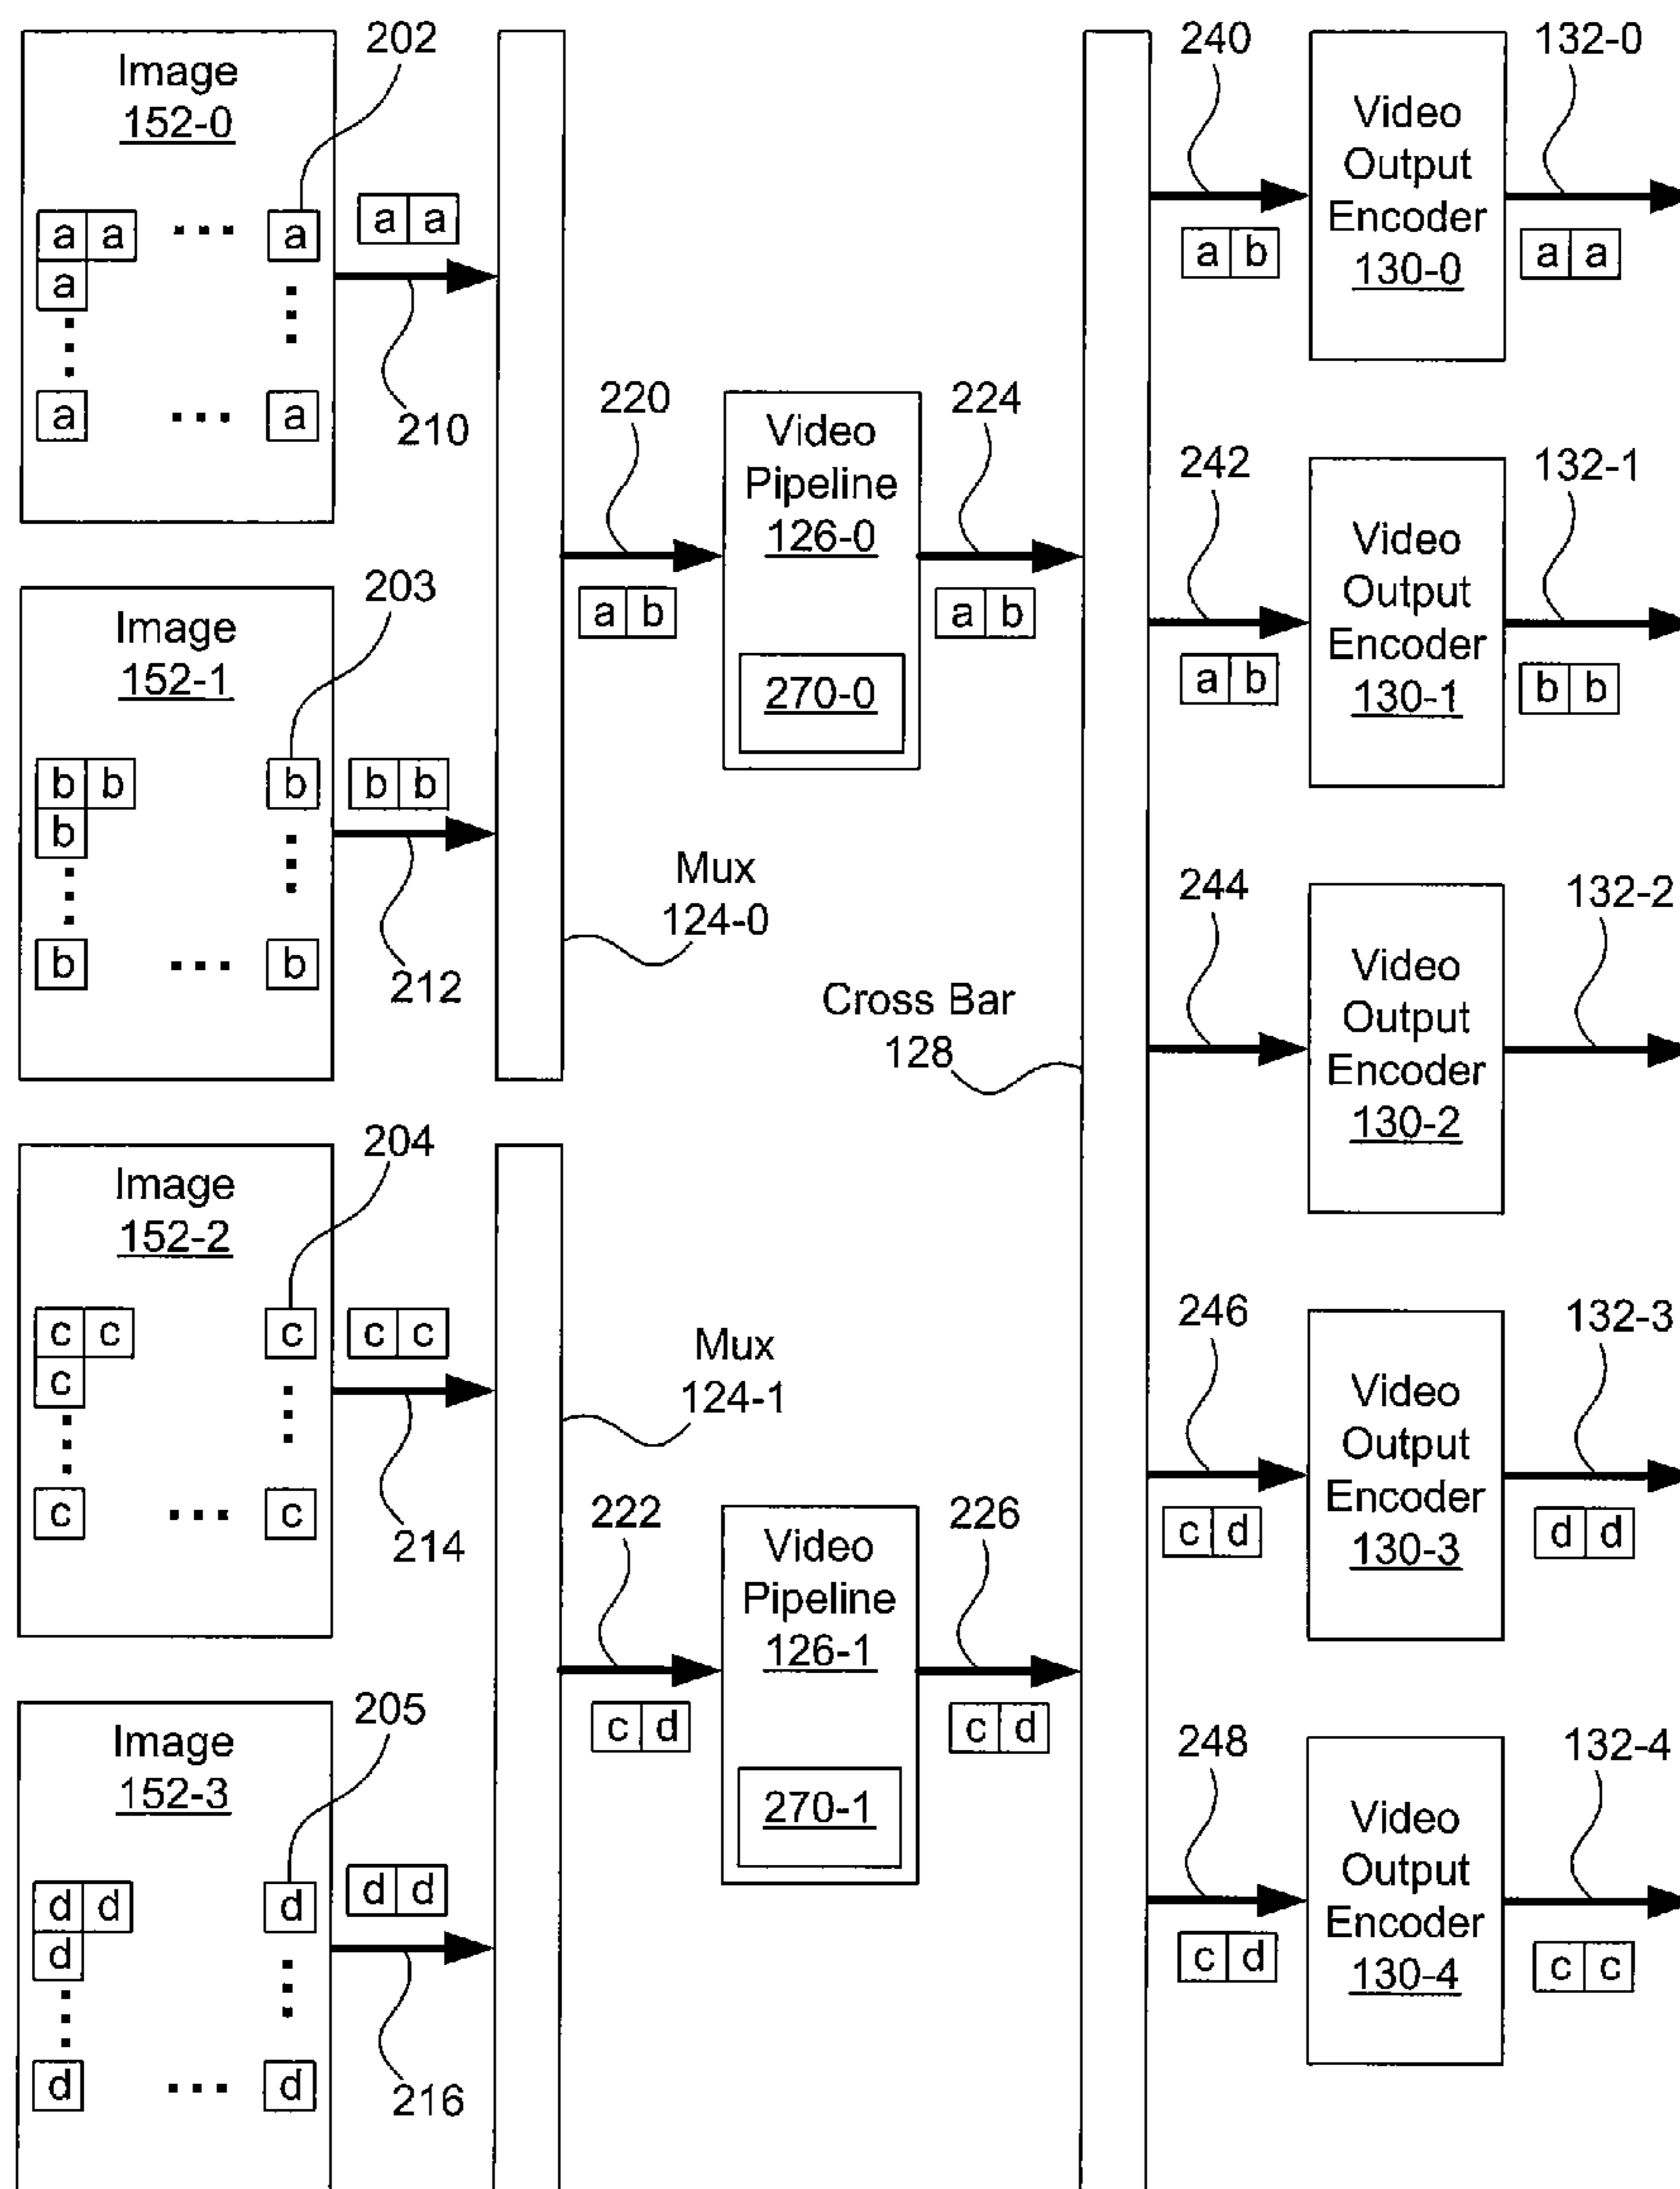 Image
152-0
202
a a ... a
a
a ... a
a a
210
Image
152-1
203
b b ... b
b
b ... b
b b
212
Image
152-2
204
c c c
c
c ... c
c c
214
Image
152-3
205
d d d
d
d ... d
d d
216
Mux
124-0
Mux
124-1
220
a b
Video
Pipeline
126-0
270-0
224
a b
222
c d
Video
Pipeline
126-1
270-1
226
c d
Cross Bar
128
240
a b
Video
Output
Encoder
130-0
132-0
a a
242
a b
Video
Output
Encoder
130-1
132-1
b b
244
Video
Output
Encoder
130-2
132-2
246
c d
Video
Output
Encoder
130-3
132-3
d d
248
c d
Video
Output
Encoder
130-4
132-4
c c